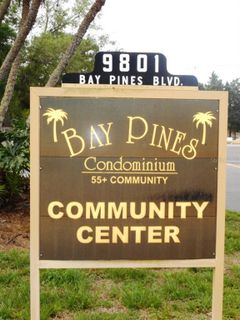 9801
BAY PINES BLVD.
BAY PINES
Condominium
55+ COMMUNITY
COMMUNITY
CENTER